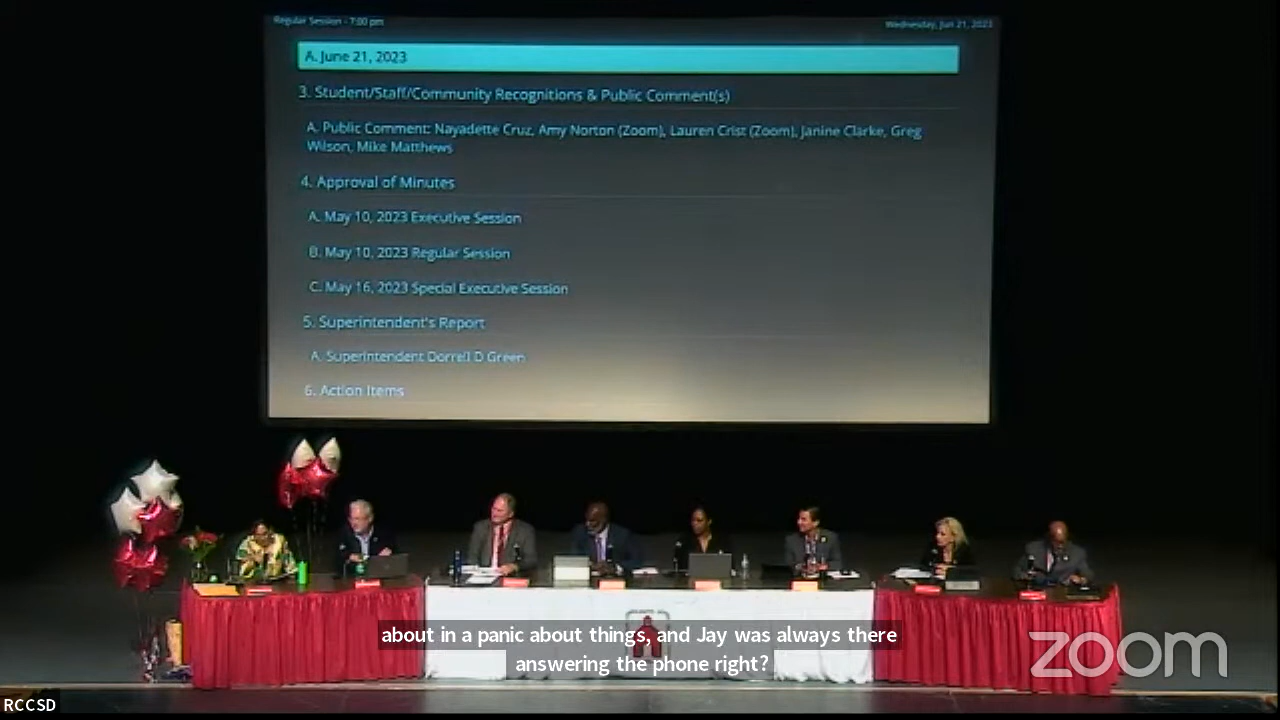 Regular Session - 7:00 pm
Wednesday, Jun 21, 2023
A. June 21, 2023
3. Student/Staff/Community Recognitions & Public Comment(s)
A. Public Comment: Nayadette Cruz, Amy Norton (Zoom), Lauren Crist (Zoom), Janine Clarke, Greg
Wilson, Mike Matthews
4. Approval of Minutes
A. May 10, 2023 Executive Session
B. May 10, 2023 Regular Session
C. May 16, 2023 Special Executive Session
5. Superintendent's Report
A. Superintendent Dorrell D Green
6. Action Items
about in a panic about things, and Jay was always there
answering the phone right?
zoom
RCCSD